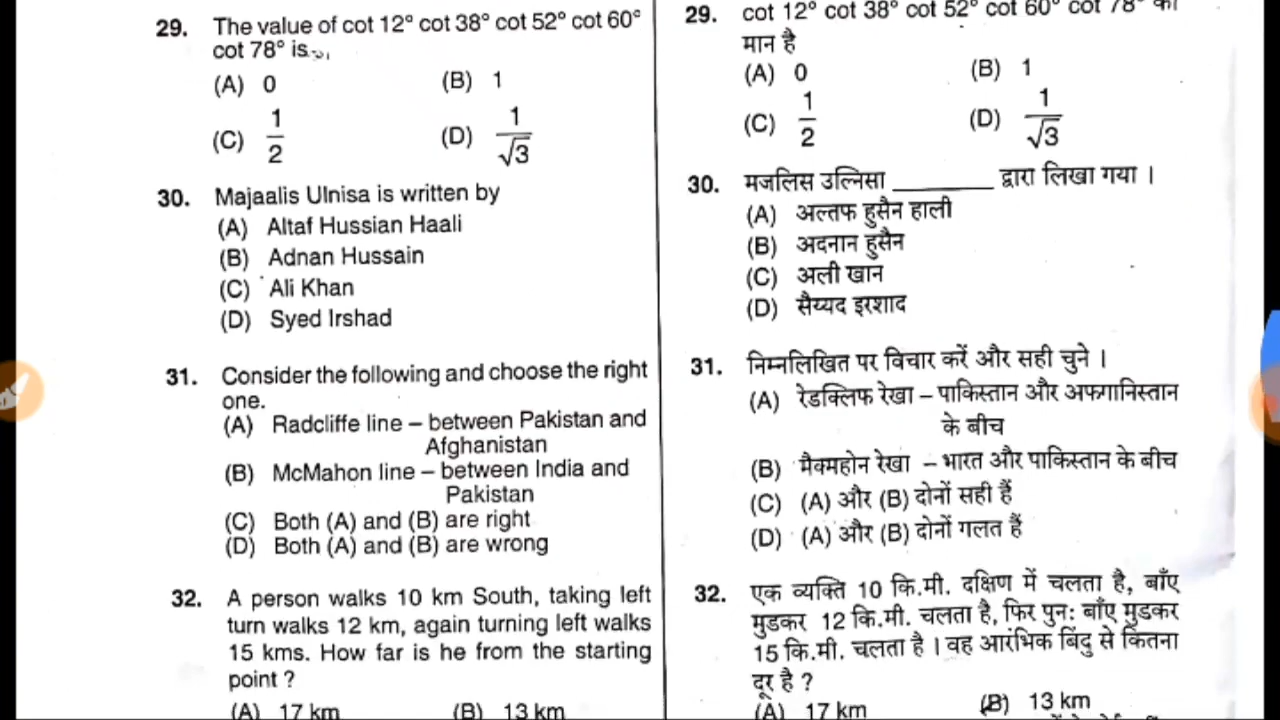 29. The value of cot 12° cot 38° cot 52° cot 60°
cot 78° is
(A) 0 (B) 1
(C) 1/2 (D) 1/√3
30. Majaalis Ulnisa is written by
(A) Altaf Hussian Haali
(B) Adnan Hussain
(C) Ali Khan
(D) Syed Irshad
31. Consider the following and choose the right
one.
(A) Radcliffe line – between Pakistan and
Afghanistan
(B) McMahon line – between India and
Pakistan
(C) Both (A) and (B) are right
(D) Both (A) and (B) are wrong
32. A person walks 10 km South, taking left
turn walks 12 km, again turning left walks
15 kms. How far is he from the starting
point ?
(A) 17 km (B) 13 km
29. cot 12° cot 38° cot 52° cot 60° cot 78° का
मान है
(A) 0 (B) 1
(C) 1/2 (D) 1/√3
30. मजलिस उल्निसा ________ द्वारा लिखा गया ।
(A) अल्तफ हुसैन हाली
(B) अदनान हुसैन
(C) अली खान
(D) सैय्यद इरशाद
31. निम्नलिखित पर विचार करें और सही चुने ।
(A) रेडक्लिफ रेखा – पाकिस्तान और अफगानिस्तान
के बीच
(B) मैक्महोन रेखा – भारत और पाकिस्तान के बीच
(C) (A) और (B) दोनों सही हैं
(D) (A) और (B) दोनों गलत हैं
32. एक व्यक्ति 10 कि.मी. दक्षिण में चलता है, बाँए
मुडकर 12 कि.मी. चलता है, फिर पुनः बाँए मुडकर
15 कि.मी. चलता है । वह आरंभिक बिंदु से कितना
दूर है ?
(A) 17 km (B) 13 km